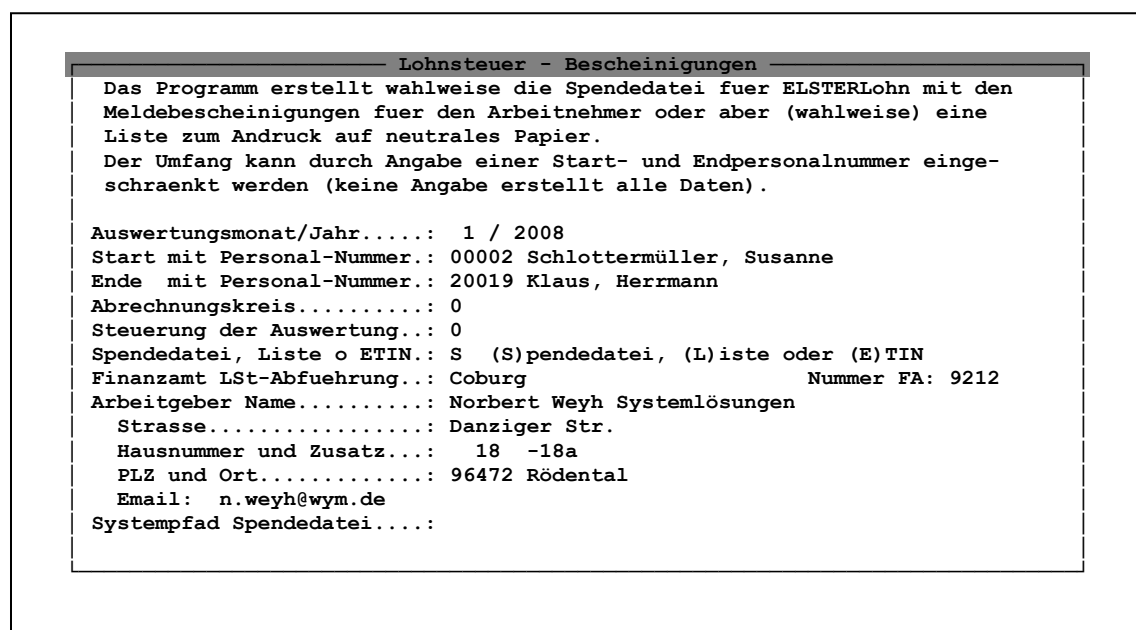 Lohnsteuer - Bescheinigungen
Das Programm erstellt wahlweise die Spendedatei fuer ELSTERLohn mit den
Meldebescheinigungen fuer den Arbeitnehmer oder aber (wahlweise) eine
Liste zum Andruck auf neutrales Papier.
Der Umfang kann durch Angabe einer Start- und Endpersonalnummer einge-
schraenkt werden (keine Angabe erstellt alle Daten).
Auswertungsmonat/Jahr.....:  1 / 2008
Start mit Personal-Nummer.: 00002 Schlottermüller, Susanne
Ende  mit Personal-Nummer.: 20019 Klaus, Herrmann
Abrechnungskreis..........: 0
Steuerung der Auswertung..: 0
Spendedatei, Liste o ETIN.: S  (S)pendedatei, (L)iste oder (E)TIN
Finanzamt LSt-Abfuehrung..: Coburg                      Nummer FA: 9212
Arbeitgeber Name..........: Norbert Weyh Systemlösungen
Strasse.................: Danziger Str.
Hausnummer und Zusatz...:   18  -18a
PLZ und Ort.............: 96472 Rödental
Email:  n.weyh@wym.de
Systempfad Spendedatei....: